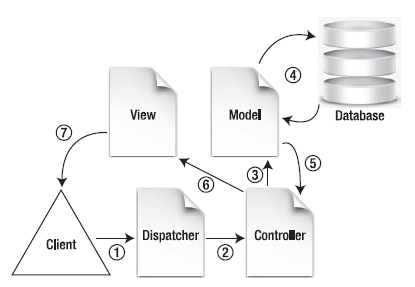 ④
View
Model
Database
⑦
③
⑤
⑥
Client
①
Dispatcher
②
Controller